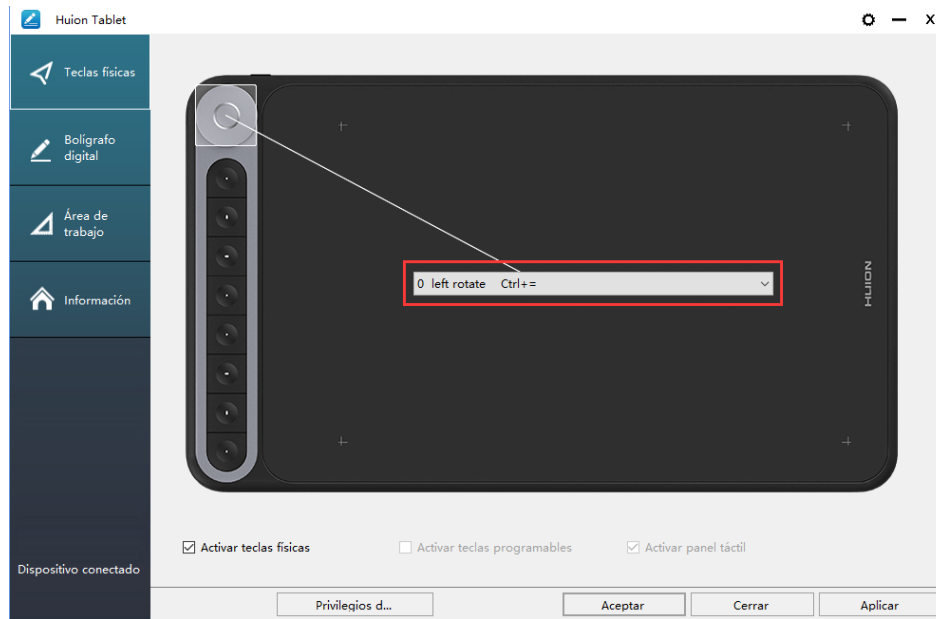 Huion Tablet
Teclas físicas
Bolígrafo
digital
Área de
trabajo
Información
Dispositivo conectado
0 left rotate Ctrl+=
HUION
Activar teclas físicas
Activar teclas programables
Activar panel táctil
Privilegios d...
Aceptar
Cerrar
Aplicar